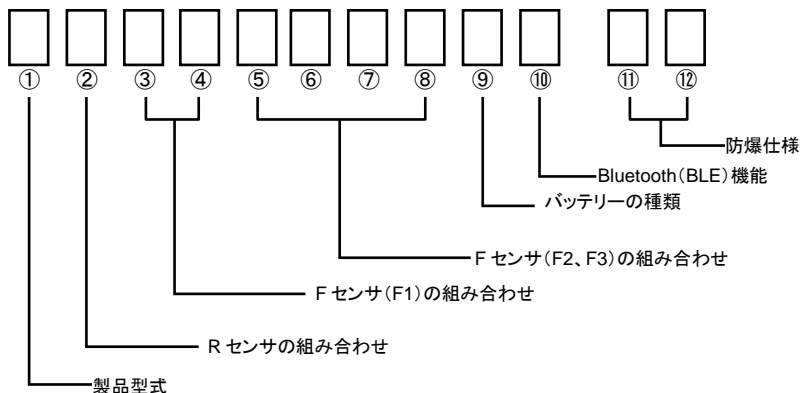 ① ② ③ ④ ⑤ ⑥ ⑦ ⑧ ⑨ ⑩ ⑪ ⑫
防爆仕様
Bluetooth(BLE)機能
バッテリーの種類
F センサ(F2、F3)の組み合わせ
F センサ(F1)の組み合わせ
R センサの組み合わせ
製品型式